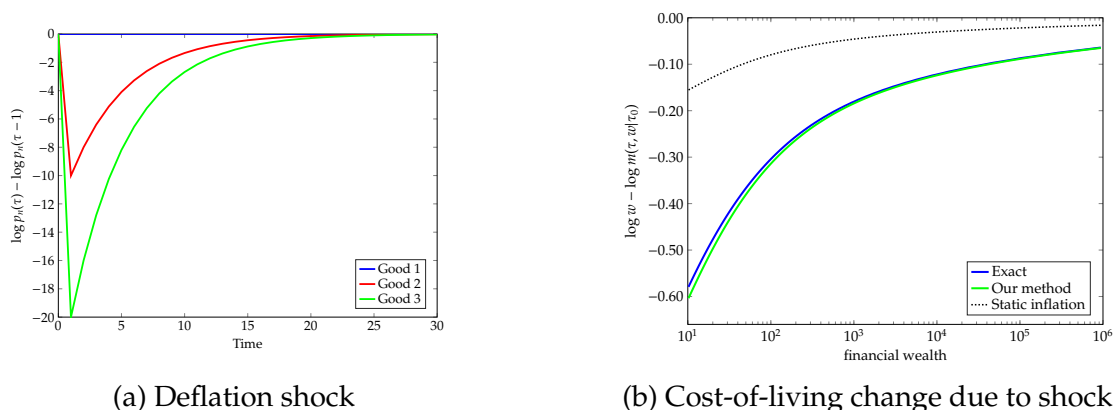 0
−2
−4
−6
−8
−10
−12
−14
−16
−18
−20
log pₙ(τ) − log pₙ(τ − 1)
0 5 10 15 20 25 30
Time
Good 1
Good 2
Good 3
(a) Deflation shock
0.00
−0.10
−0.20
−0.30
−0.40
−0.50
−0.60
log w − log m(τ, w|τ₀)
10¹ 10² 10³ 10⁴ 10⁵ 10⁶
financial wealth
Exact
Our method
Static inflation
(b) Cost-of-living change due to shock